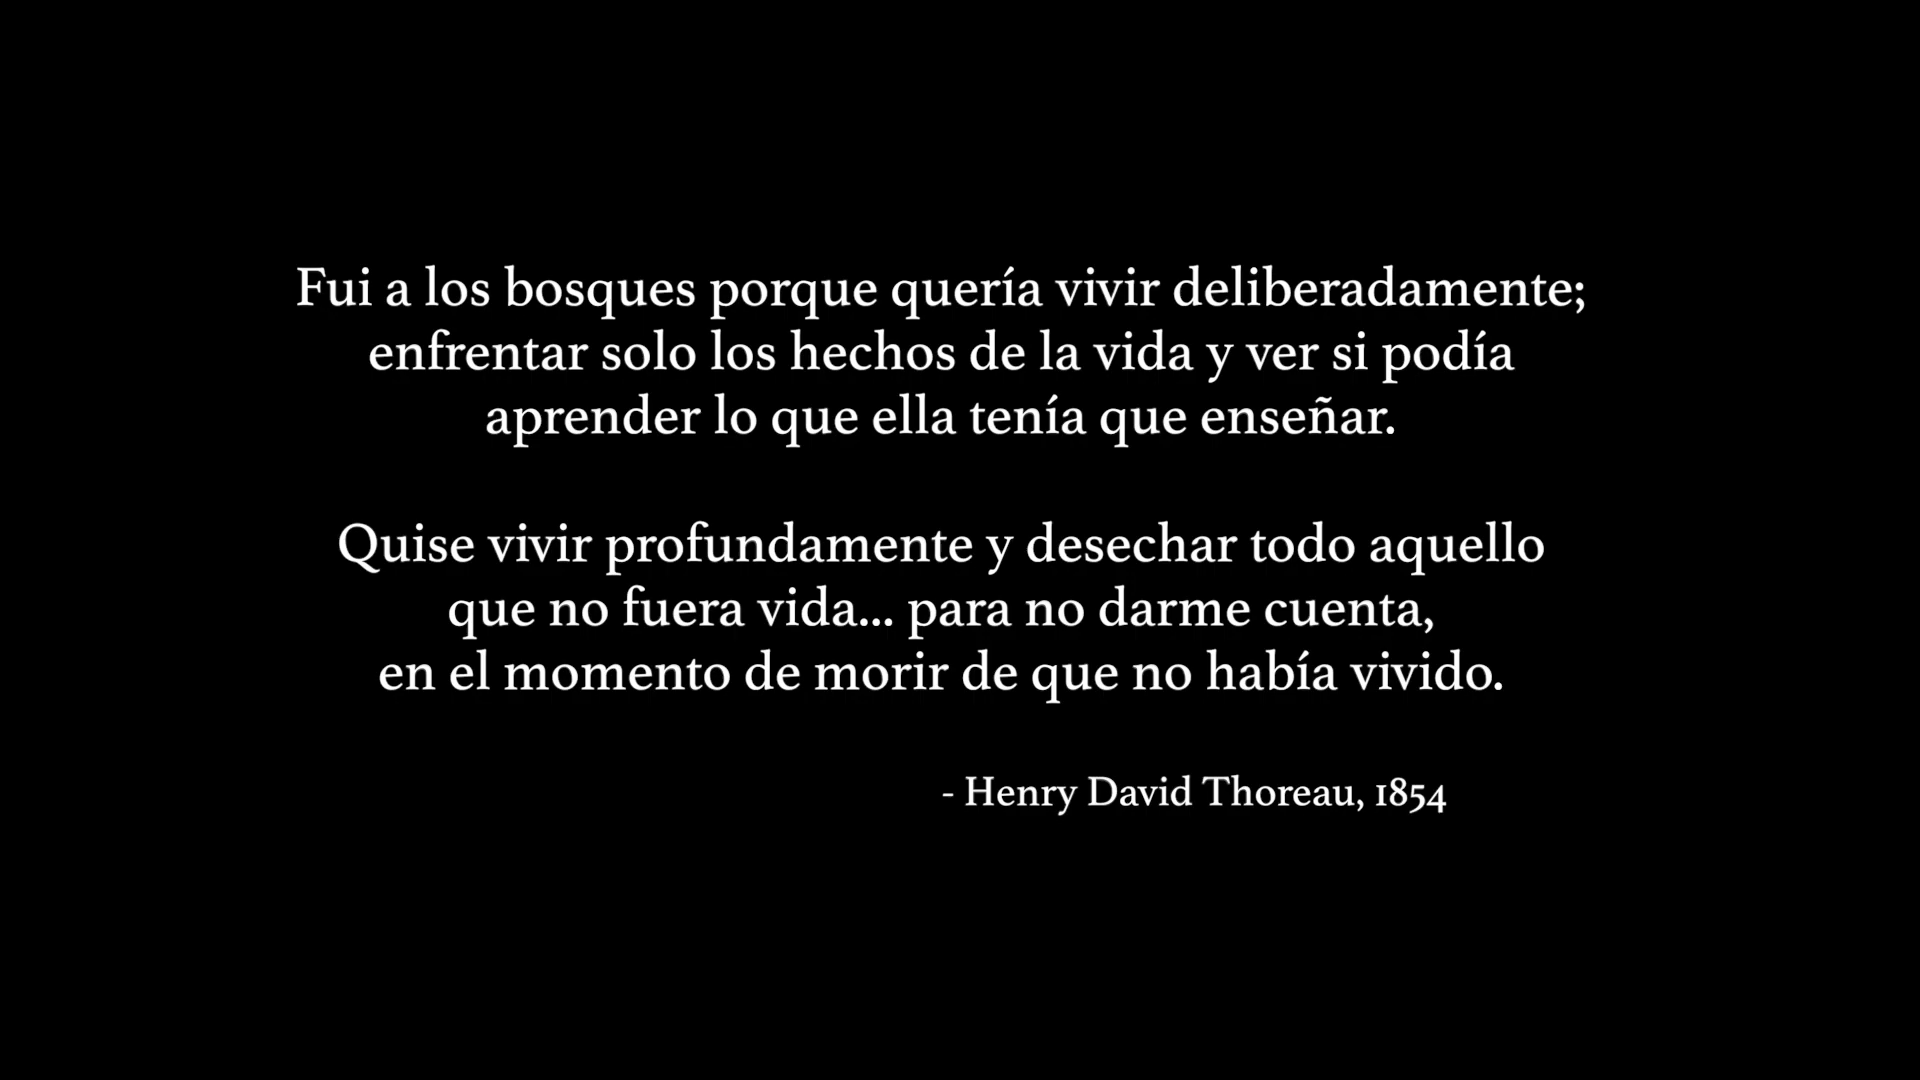 Fui a los bosques porque quería vivir deliberadamente;
enfrentar solo los hechos de la vida y ver si podía
aprender lo que ella tenía que enseñar.
Quise vivir profundamente y desechar todo aquello
que no fuera vida... para no darme cuenta,
en el momento de morir de que no había vivido.
- Henry David Thoreau, 1854